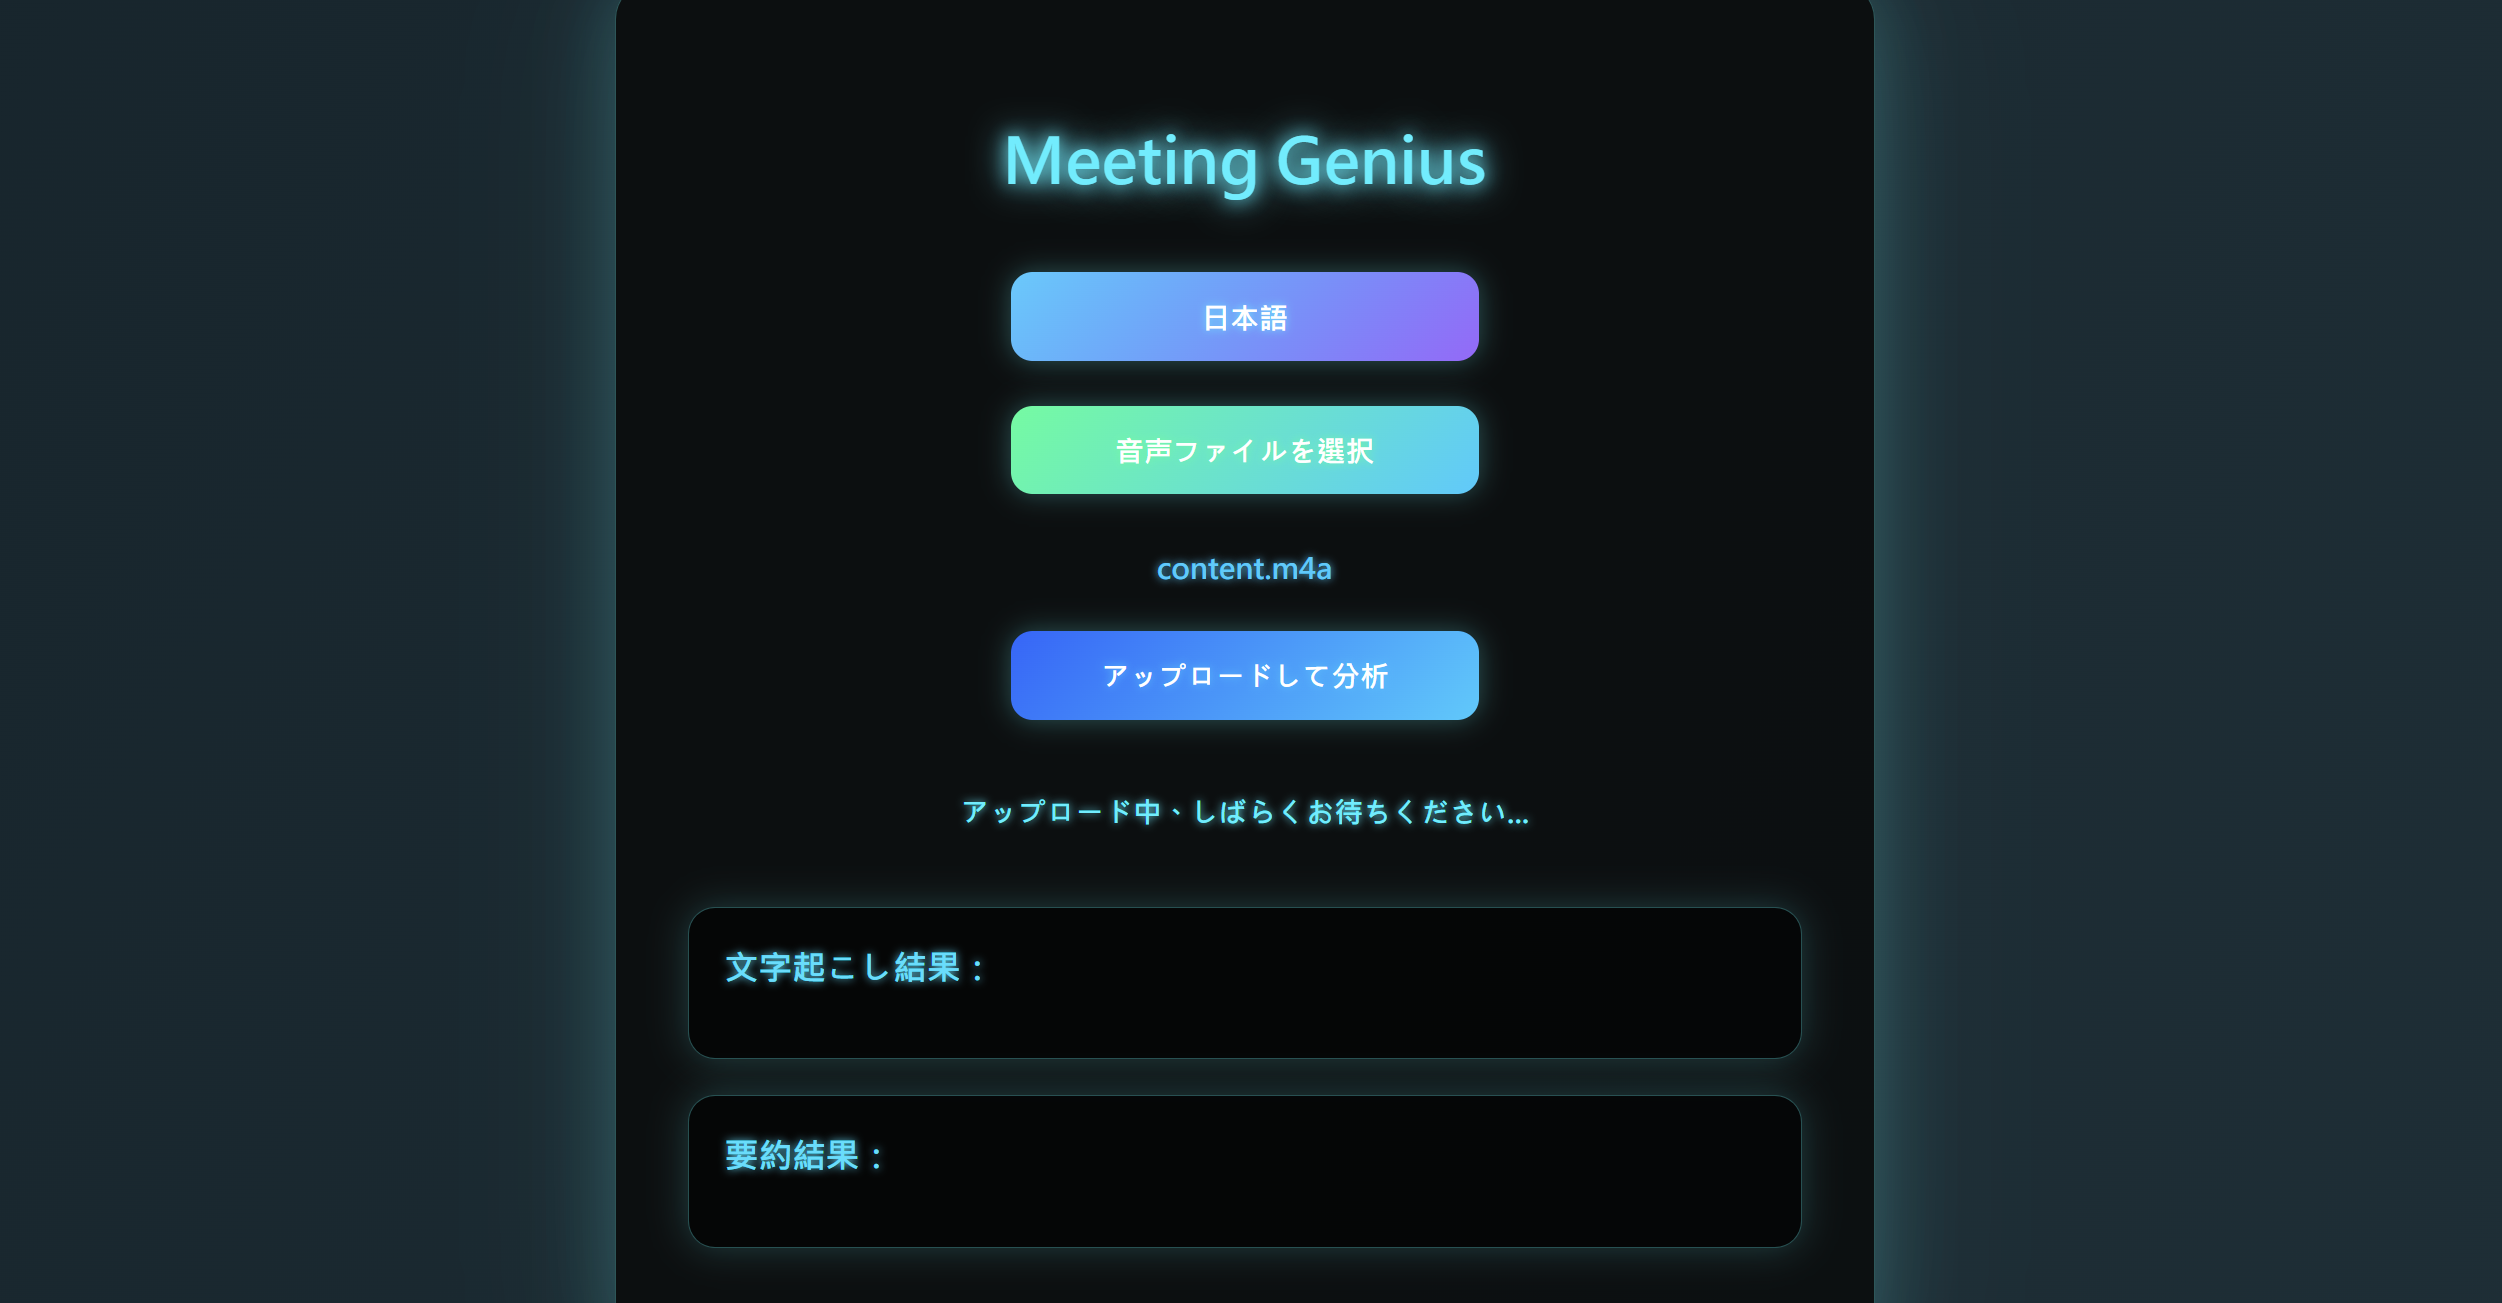 Meeting Genius
日本語
音声ファイルを選択
content.m4a
アップロードして分析
アップロード中、しばらくお待ちください...
文字起こし結果：
要約結果：